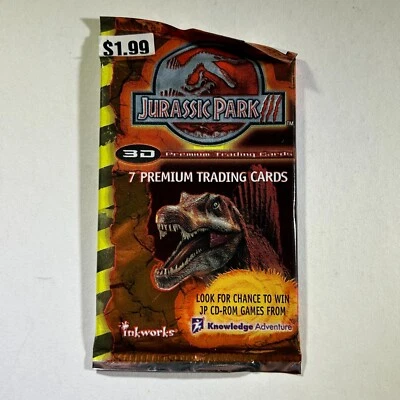 $1.99
JURASSIC PARK III
TM
3D Premium Trading Cards
7 PREMIUM TRADING CARDS
LOOK FOR CHANCE TO WIN
JP CD-ROM GAMES FROM
inkworks
Knowledge Adventure